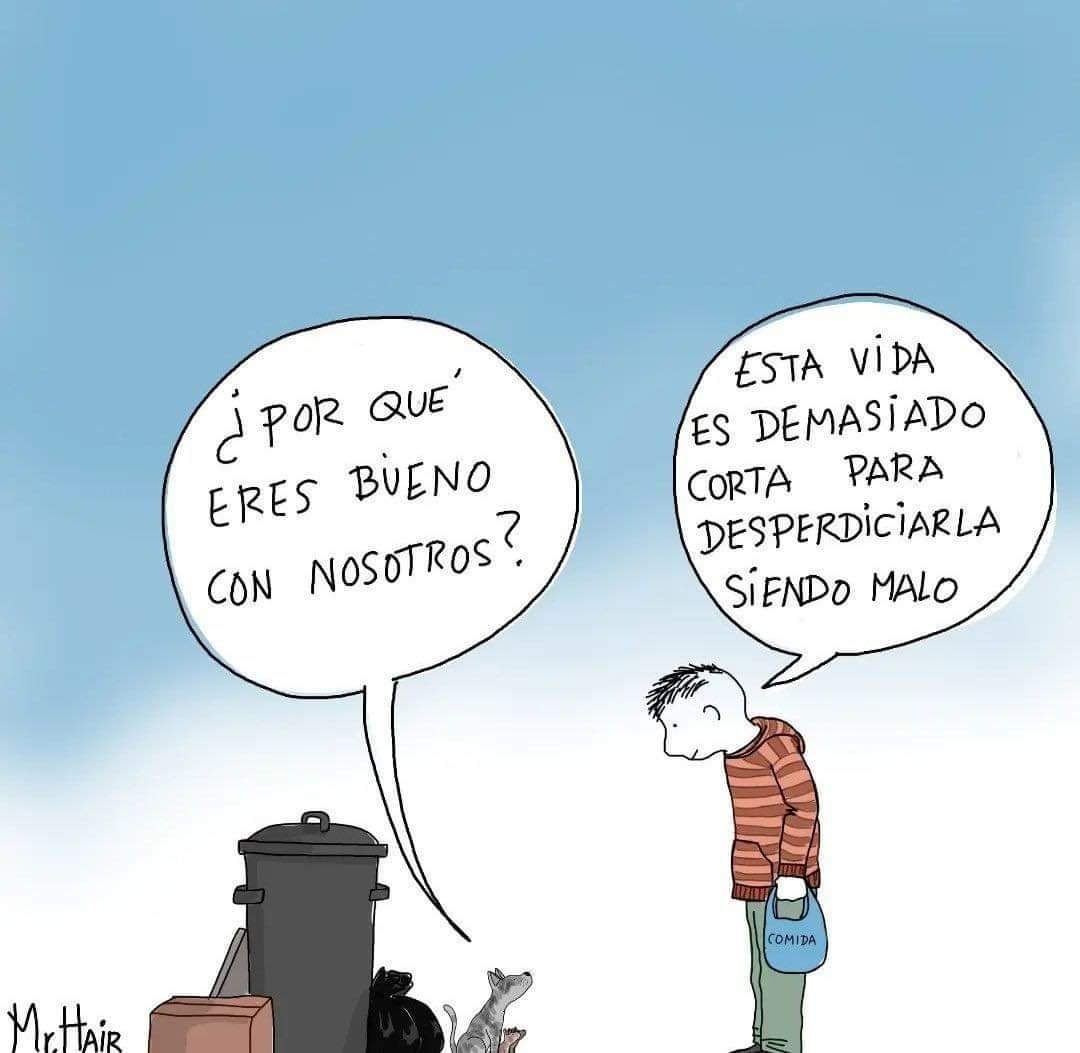 ¿POR QUÉ
ERES BUENO
CON NOSOTROS?
ESTA VIDA
ES DEMASIADO
CORTA PARA
DESPERDICIARLA
SIENDO MALO
COMIDA
Mr. HAIR